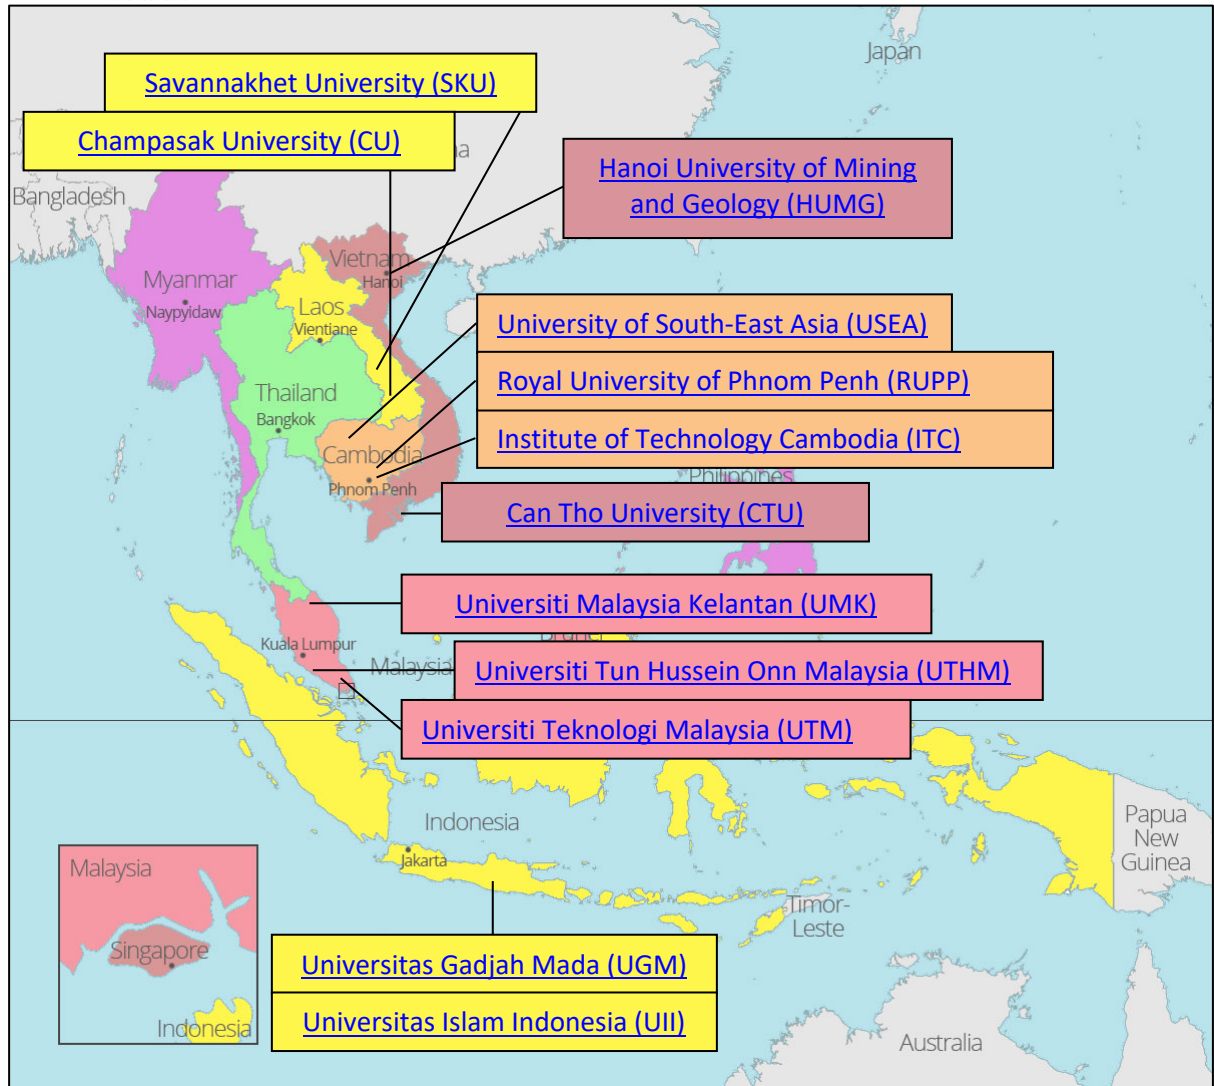 Japan
Savannakhet University (SKU)
Champasak University (CU)
na
Bangladesh
Hanoi University of Mining
and Geology (HUMG)
Vietnam
Hanoi
Myanmar
Naypyidaw
Laos
Vientiane
University of South-East Asia (USEA)
Royal University of Phnom Penh (RUPP)
Institute of Technology Cambodia (ITC)
Thailand
Bangkok
Cambodia
Phnom Penh
Philippines
Can Tho University (CTU)
Universiti Malaysia Kelantan (UMK)
Brunei
Kuala Lumpur
Malaysia
Universiti Tun Hussein Onn Malaysia (UTHM)
Universiti Teknologi Malaysia (UTM)
Indonesia
Jakarta
Papua
New
Guinea
Timor-
Leste
Malaysia
Singapore
Indonesia
Universitas Gadjah Mada (UGM)
Universitas Islam Indonesia (UII)
Australia